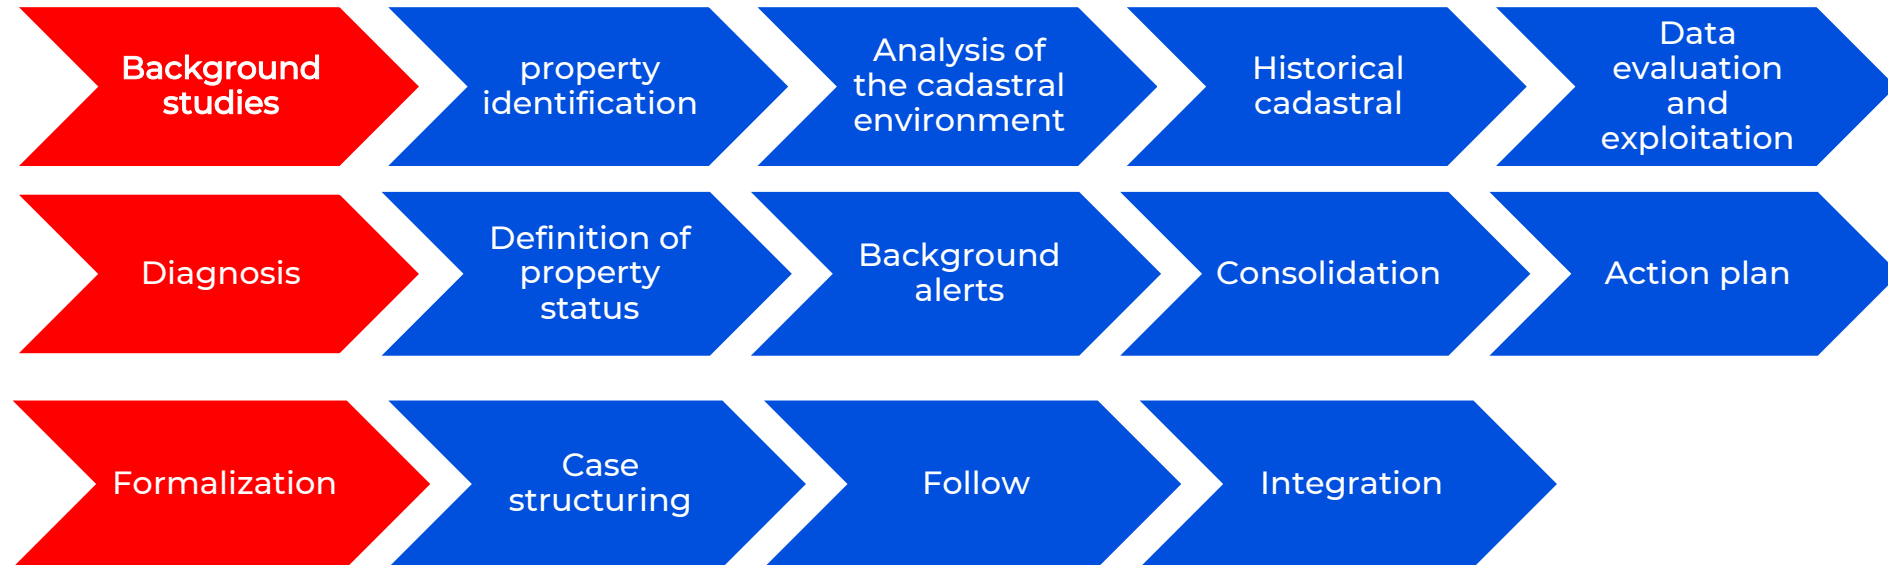 Background
studies
property
identification
Analysis of
the cadastral
environment
Historical
cadastral
Data
evaluation
and
exploitation
Diagnosis
Definition of
property
status
Background
alerts
Consolidation
Action plan
Formalization
Case
structuring
Follow
Integration